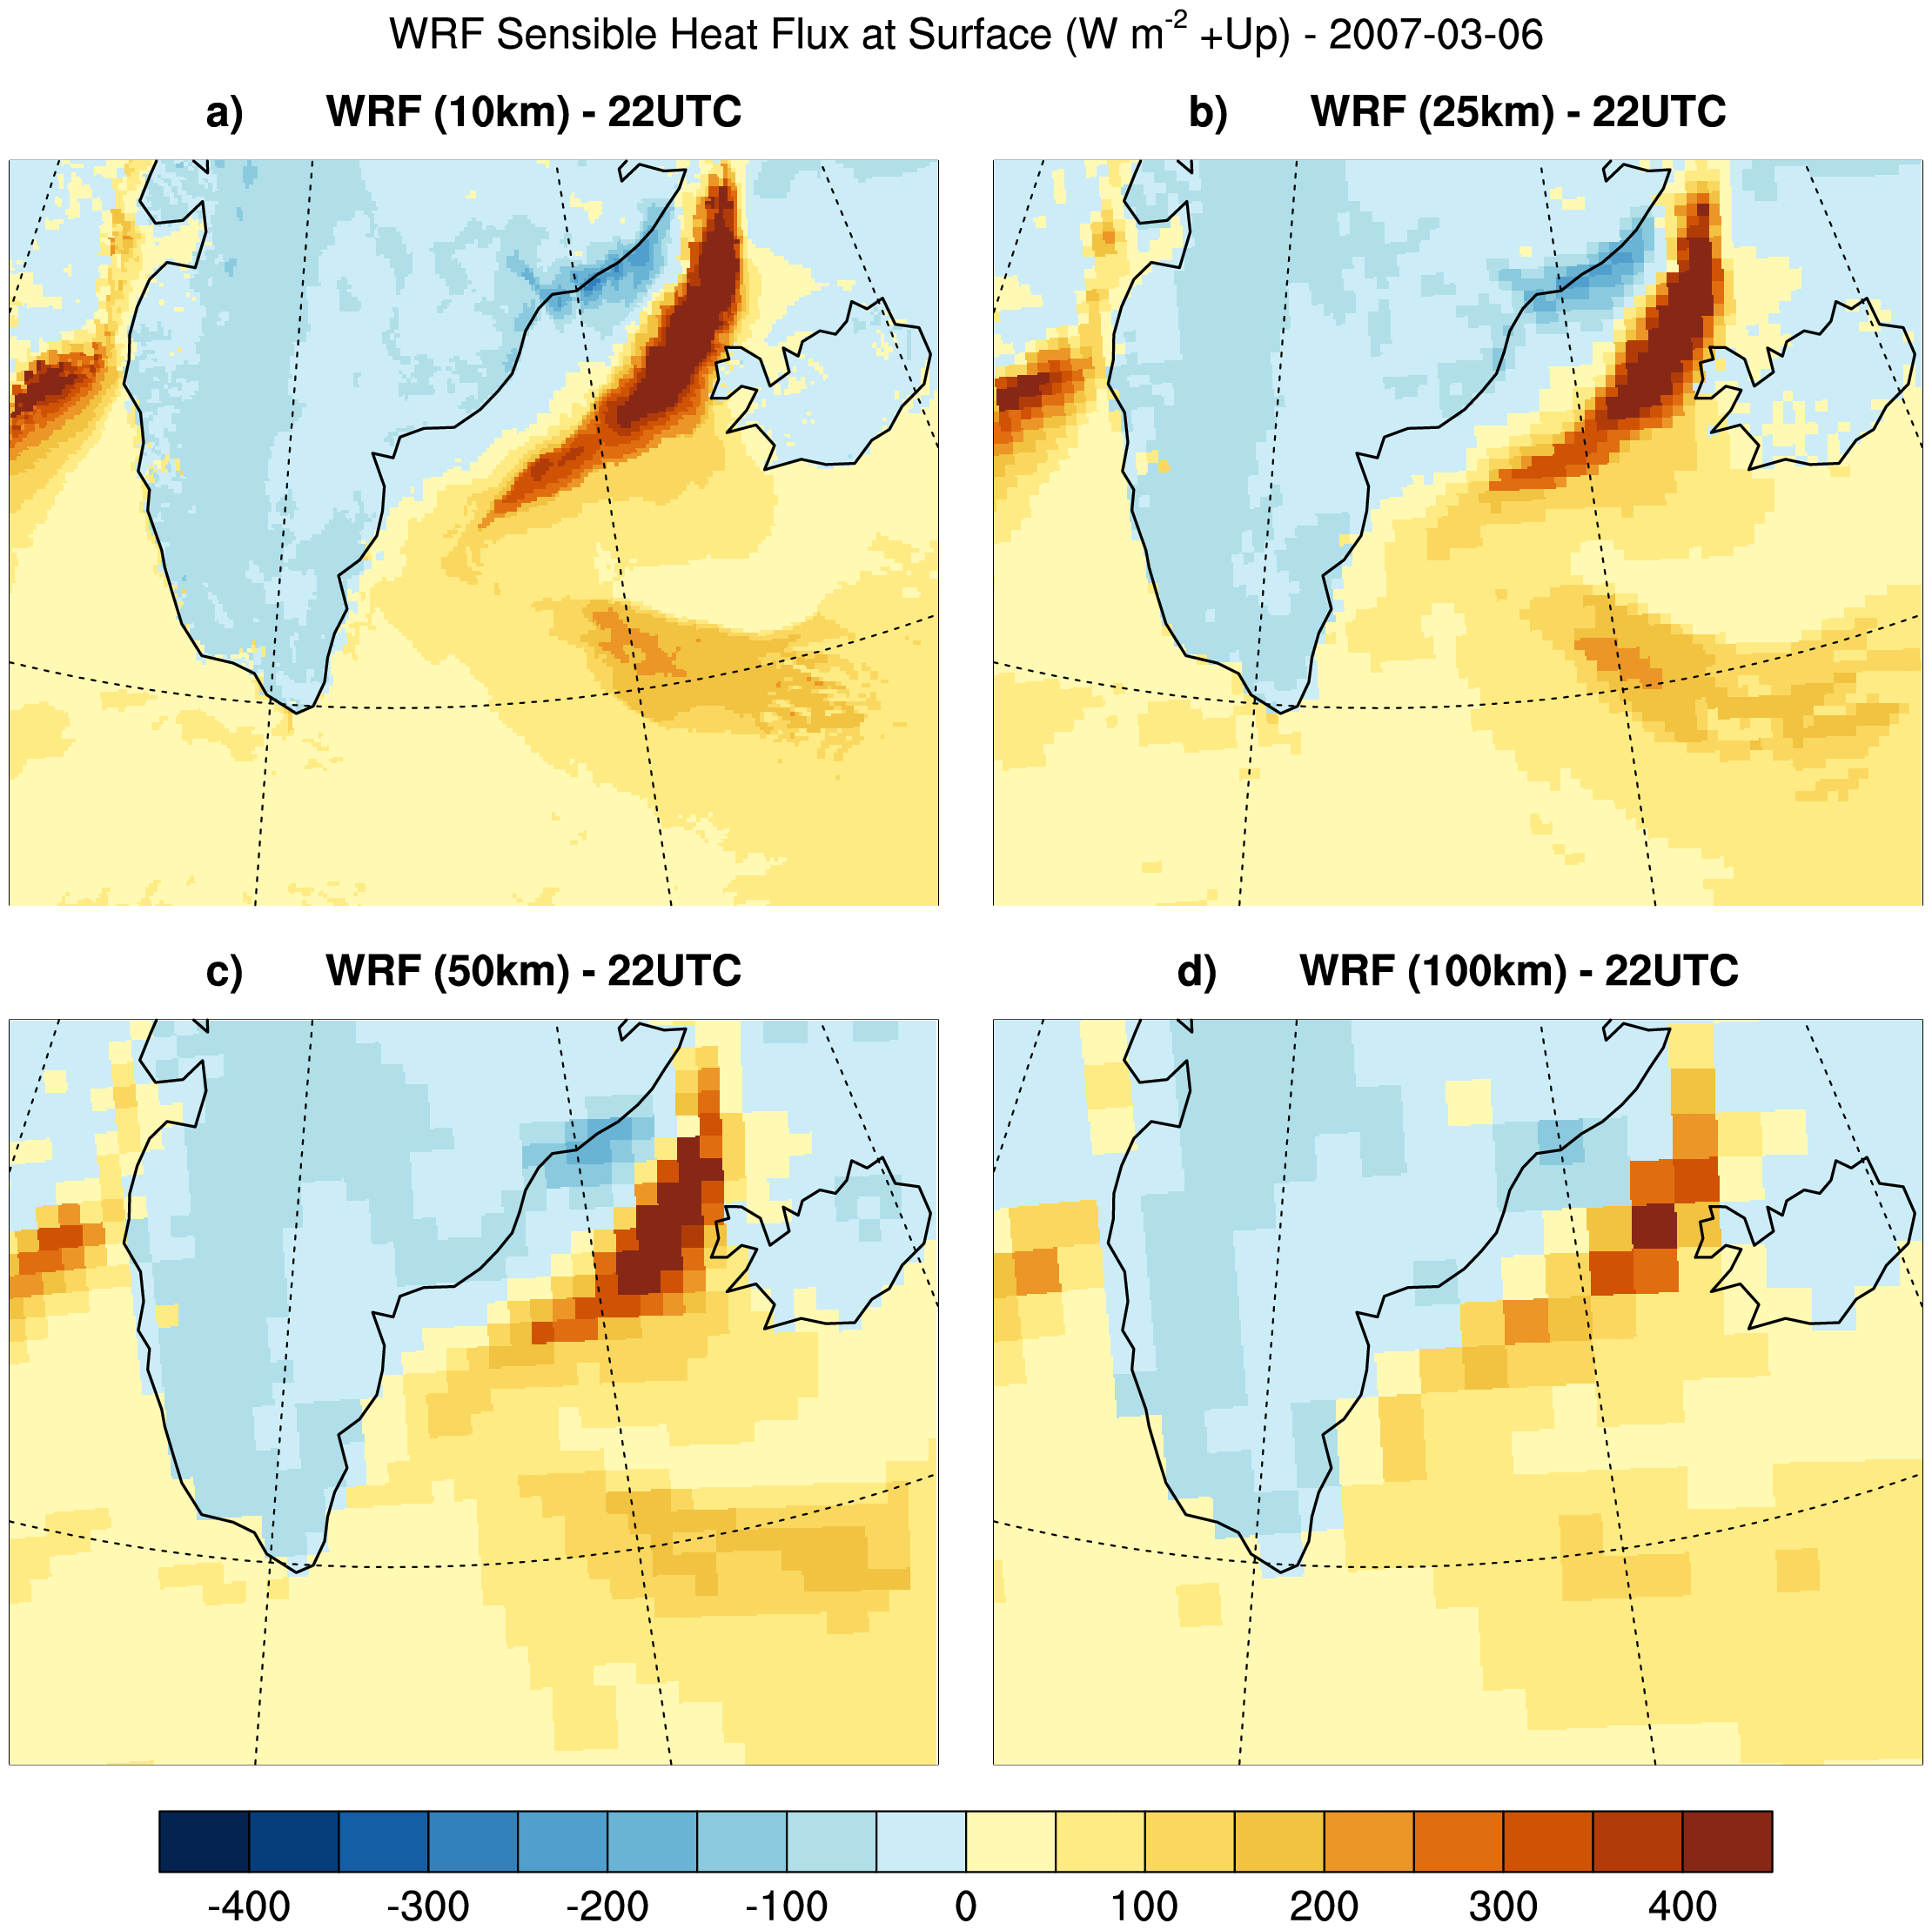 WRF Sensible Heat Flux at Surface (W m-2 +Up) - 2007-03-06
a) WRF (10km) - 22UTC
b) WRF (25km) - 22UTC
c) WRF (50km) - 22UTC
d) WRF (100km) - 22UTC
-400 -300 -200 -100 0 100 200 300 400